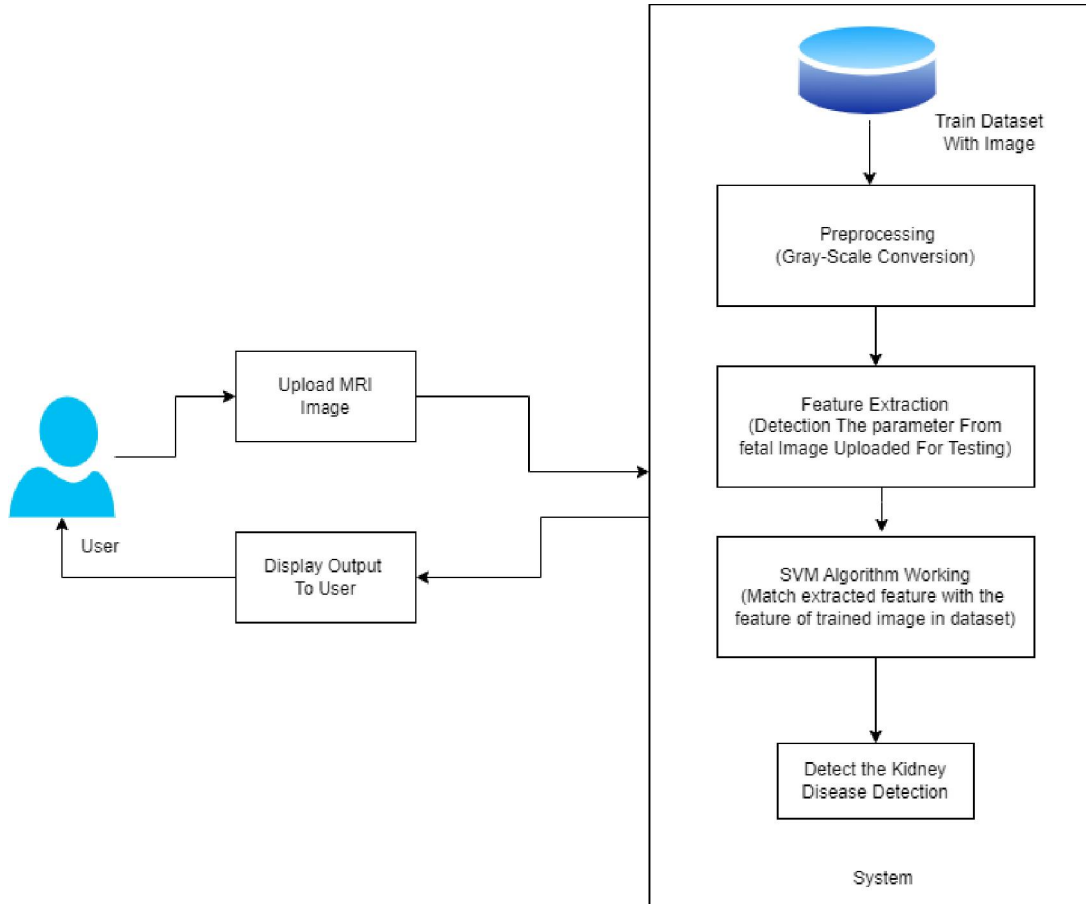 Train Dataset
With Image
Preprocessing
(Gray-Scale Conversion)
Upload MRI
Image
Feature Extraction
(Detection The parameter From
fetal Image Uploaded For Testing)
User
Display Output
To User
SVM Algorithm Working
(Match extracted feature with the
feature of trained image in dataset)
Detect the Kidney
Disease Detection
System